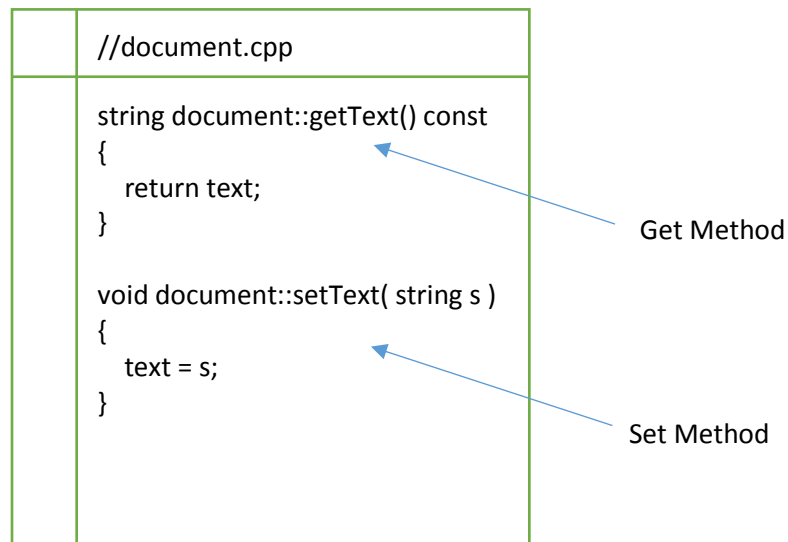 //document.cpp
string document::getText() const
{
return text;
}
Get Method
void document::setText( string s )
{
text = s;
}
Set Method